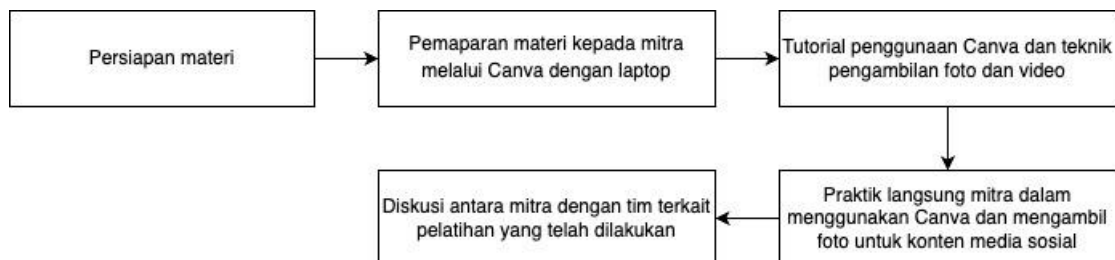 Persiapan materi
Pemaparan materi kepada mitra
melalui Canva dengan laptop
Tutorial penggunaan Canva dan teknik
pengambilan foto dan video
Praktik langsung mitra dalam
menggunakan Canva dan mengambil
foto untuk konten media sosial
Diskusi antara mitra dengan tim terkait
pelatihan yang telah dilakukan